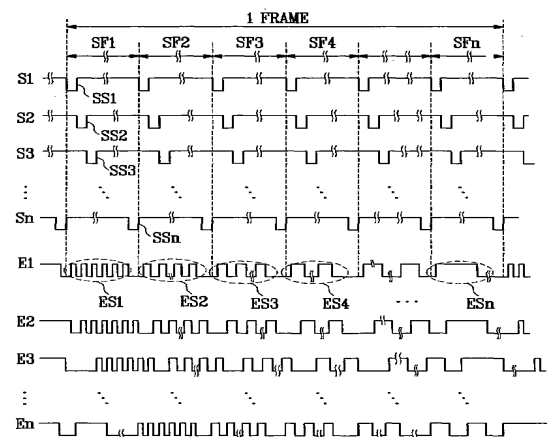 1 FRAME
SF1 SF2 SF3 SF4 SFn
S1
SS1
S2
SS2
S3
SS3
Sn
SSn
E1
ES1 ES2 ES3 ES4 ... ESn
E2
E3
En